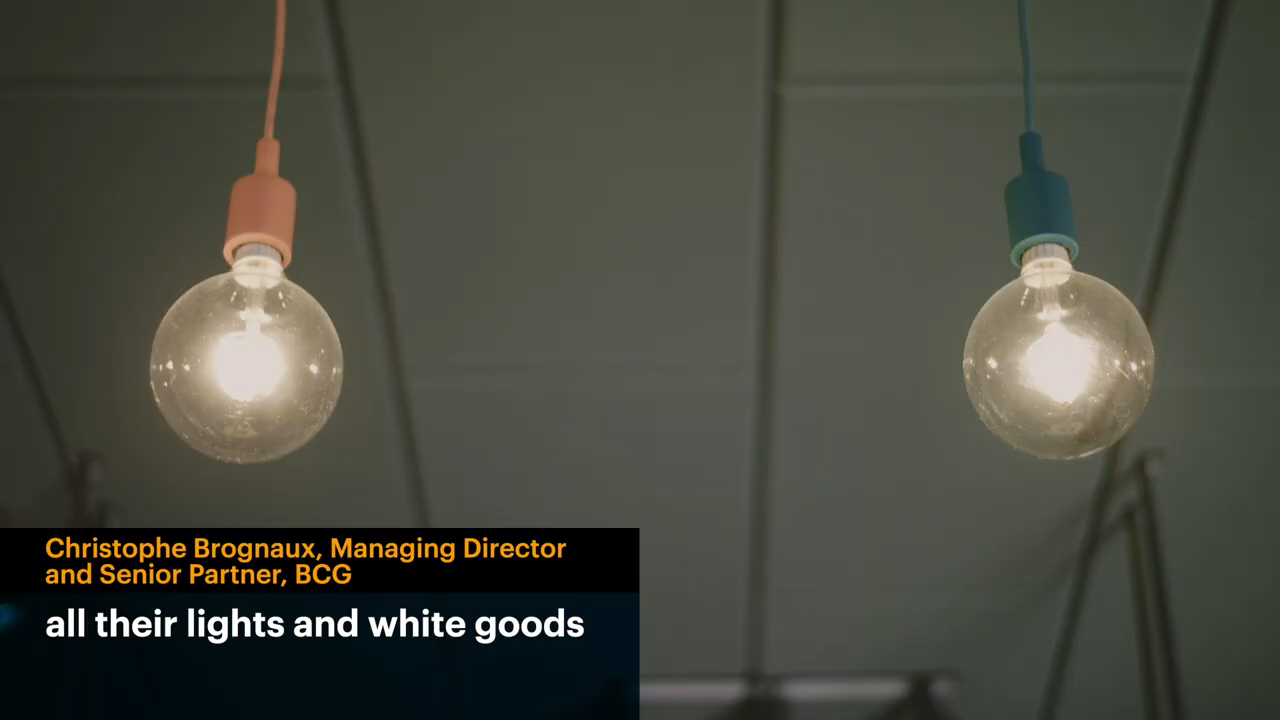 Christophe Brognaux, Managing Director
and Senior Partner, BCG
all their lights and white goods